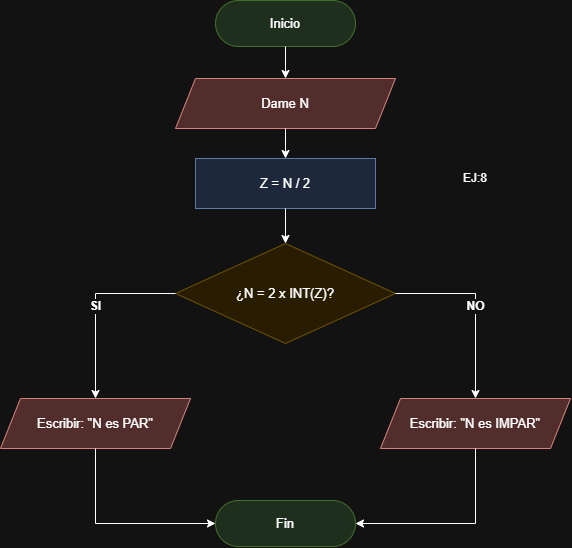 Inicio
Dame N
Z = N / 2
EJ:8
¿N = 2 x INT(Z)?
SI
NO
Escribir: "N es PAR"
Escribir: "N es IMPAR"
Fin